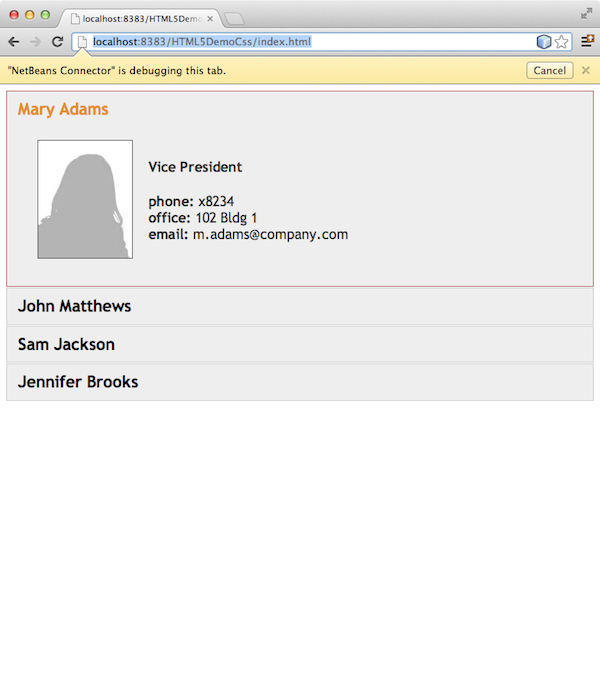 localhost:8383/HTML5Demo
localhost:8383/HTML5DemoCss/index.html
"NetBeans Connector" is debugging this tab.
Cancel
Mary Adams
Vice President
phone: x8234
office: 102 Bldg 1
email: m.adams@company.com
John Matthews
Sam Jackson
Jennifer Brooks